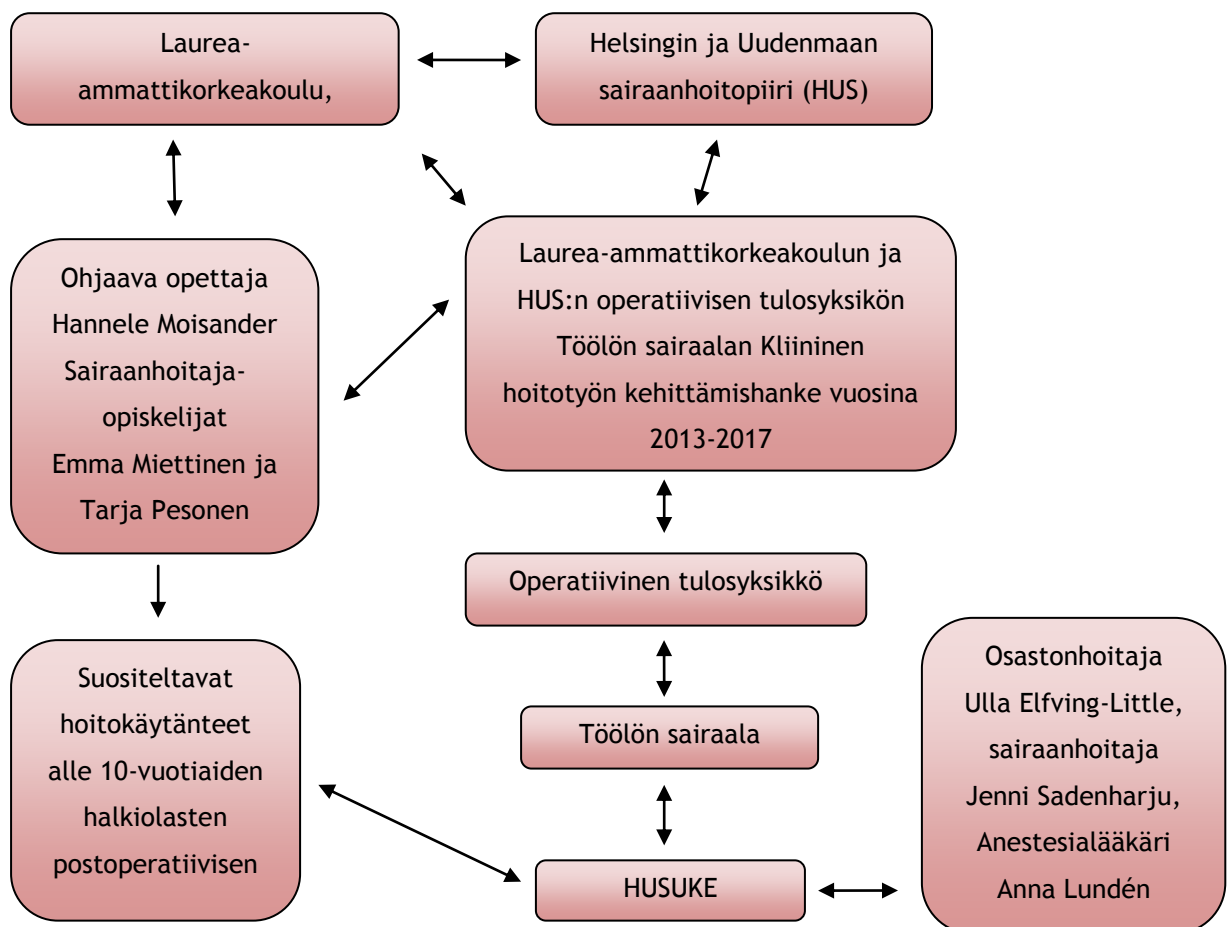 Laurea-
ammattikorkeakoulu,
Helsingin ja Uudenmaan
sairaanhoitopiiri (HUS)
Ohjaava opettaja
Hannele Moisander
Sairaanhoitaja-
opiskelijat
Emma Miettinen ja
Tarja Pesonen
Laurea-ammattikorkeakoulun ja
HUS:n operatiivisen tulosyksikön
Töölön sairaalan Kliininen
hoitotyön kehittämishanke vuosina
2013-2017
Operatiivinen tulosyksikkö
Suositeltavat
hoitokäytänteet
alle 10-vuotiaiden
halkiolasten
postoperatiivisen
Töölön sairaala
HUSUKE
Osastonhoitaja
Ulla Elfving-Little,
sairaanhoitaja
Jenni Sadenharju,
Anestesialääkäri
Anna Lundén